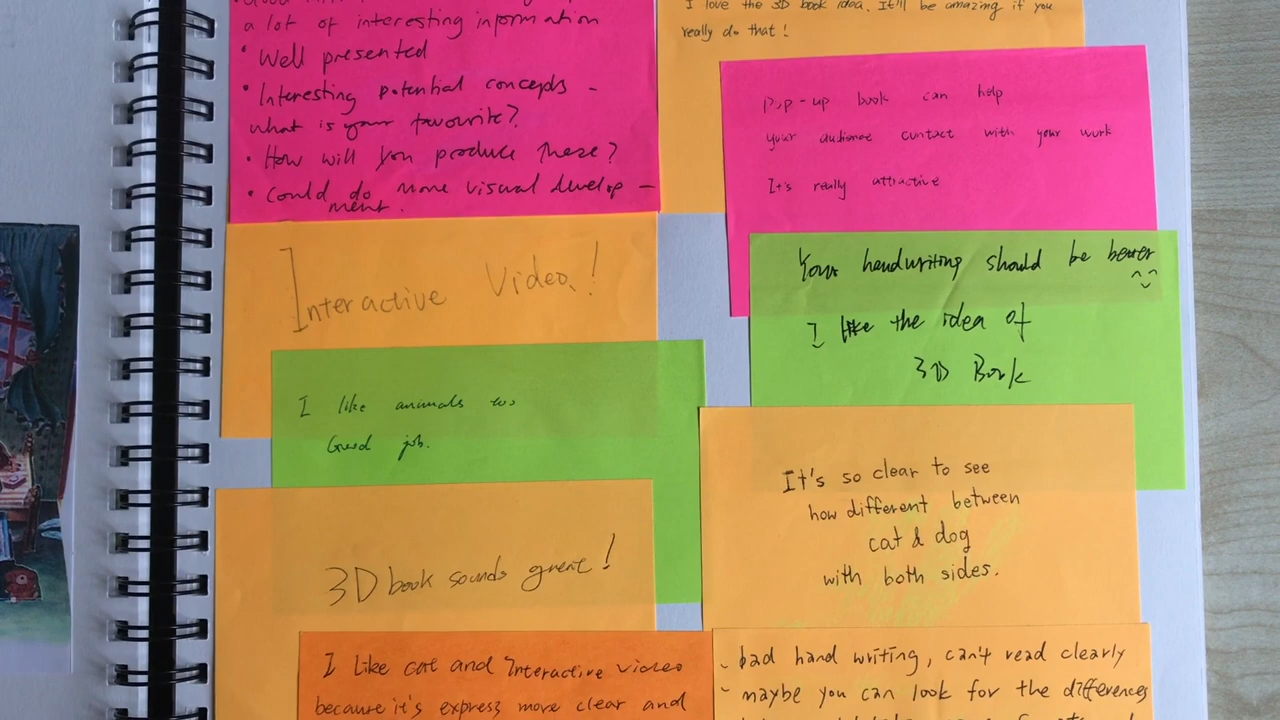 a lot of interesting information
• Well presented
• Interesting potential concepts -
what is your favourite?
• How will you produce these?
• Could do more visual develop -
ment.
Interactive Video!
I like animals too
Good job.
3D book sounds great!
I Like cat and Interactive video
because it's express more clear and
I love the 3D book idea. It'll be amazing if you
really do that!
Pop-up book can help
your audience contact with your work
It's really attractive
Your handwriting should be better
I like the idea of
3D Book
It's so clear to see
how different between
cat & dog
with both sides.
- bad hand writing, can't read clearly
- maybe you can look for the differences